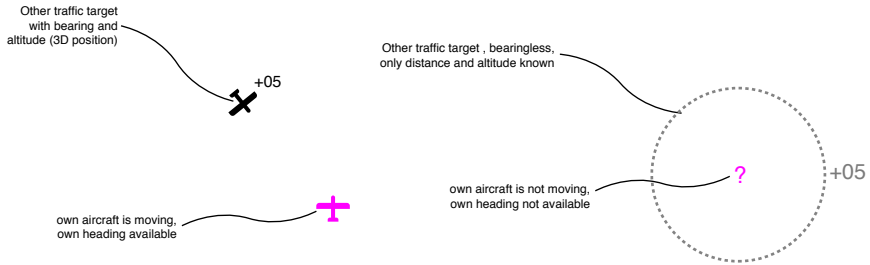 Other traffic target
with bearing and
altitude (3D position)
+05
own aircraft is moving,
own heading available
Other traffic target , bearingless,
only distance and altitude known
?
+05
own aircraft is not moving,
own heading not available